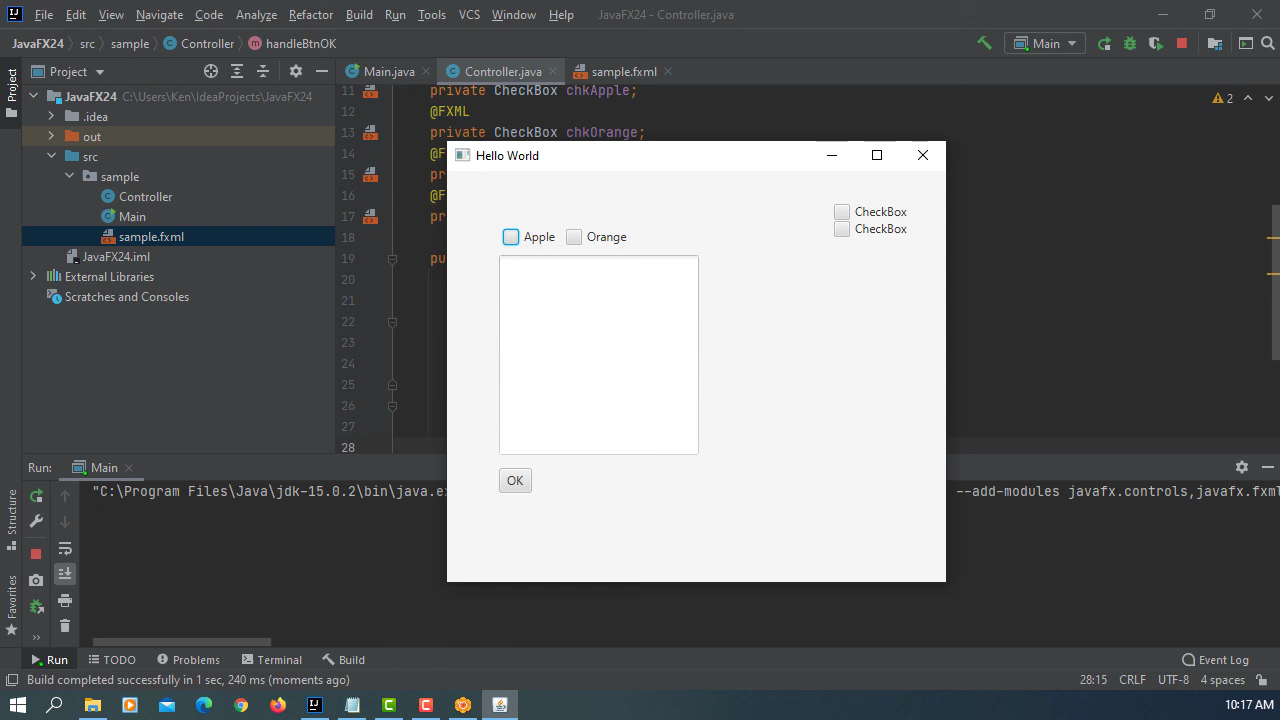 File Edit View Navigate Code Analyze Refactor Build Run Tools VCS Window Help JavaFX24 - Controller.java
JavaFX24 src sample Controller handleBtnOK Main
Project Main.java Controller.java sample.fxml
Project
JavaFX24 C:\Users\Ken\IdeaProjects\JavaFX24
.idea
out
src
sample
Controller
Main
sample.fxml
JavaFX24.iml
External Libraries
Scratches and Consoles
11 private CheckBox chkApple;
12 @FXML
13 private CheckBox chkOrange;
14 @F
15 pr
16 @F
17 pr
18
19 pu
20
21
22
23
24
25
26
27
28
2
Hello World
CheckBox
CheckBox
Apple Orange
OK
Run: Main
"C:\Program Files\Java\jdk-15.0.2\bin\java.ex --add-modules javafx.controls,javafx.fxml
Structure
Favorites
Run TODO Problems Terminal Build Event Log
Build completed successfully in 1 sec, 240 ms (moments ago) 28:15 CRLF UTF-8 4 spaces
10:17 AM